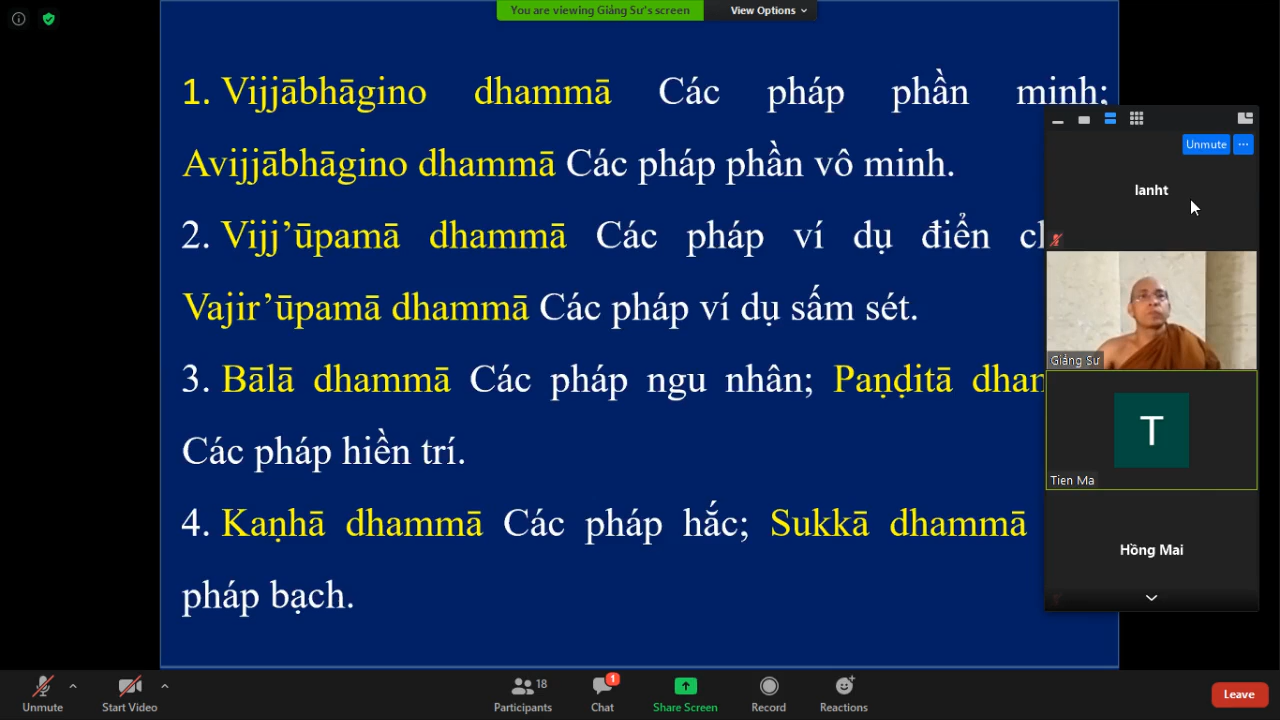 You are viewing Giảng Sư's screen View Options
1. Vijjābhāgino dhammā Các pháp phần minh;
Avijjābhāgino dhammā Các pháp phần vô minh.
2. Vijj’ūpamā dhammā Các pháp ví dụ điển
Vajir’ūpamā dhammā Các pháp ví dụ sấm sét.
3. Bālā dhammā Các pháp ngu nhân; Paṇḍitā
Các pháp hiền trí.
4. Kaṇhā dhammā Các pháp hắc; Sukkā dhammā
pháp bạch.
Unmute ...
lanht
Giảng Sư
T
Tien Ma
Hồng Mai
Unmute Start Video Participants 18 Chat 1 Share Screen Record Reactions Leave